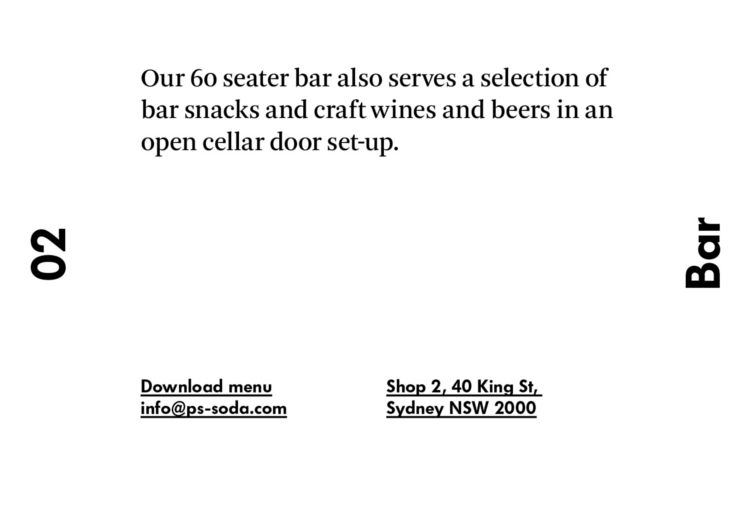 Our 60 seater bar also serves a selection of
bar snacks and craft wines and beers in an
open cellar door set-up.
02
Bar
Download menu
info@ps-soda.com
Shop 2, 40 King St,
Sydney NSW 2000